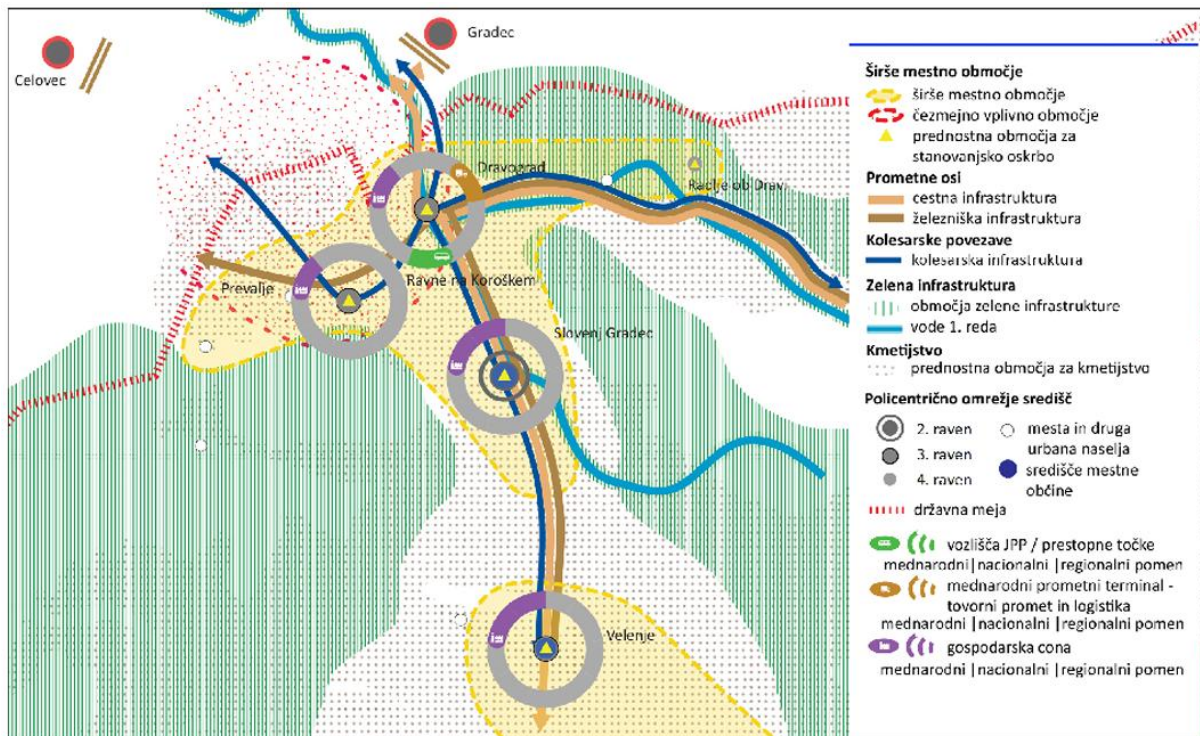 Gradec
Celovec
Dravograd
Radlje ob Drav.
Prevalje
Ravne na Koroškem
Slovenj Gradec
Velenje
Širše mestno območje
širše mestno območje
čezmejno vplivno območje
prednostna območja za
stanovanjsko oskrbo
Prometne osi
cestna infrastruktura
železniška infrastruktura
Kolesarske povezave
kolesarska infrastruktura
Zelena infrastruktura
območja zelene infrastrukture
vode 1. reda
Kmetijstvo
prednostna območja za kmetijstvo
Policentrično omrežje središč
2. raven
3. raven
4. raven
mesta in druga
urbana naselja
središče mestne
občine
državna meja
vozlišča JPP / prestopne točke
mednarodni|nacionalni |regionalni pomen
mednarodni prometni terminal -
tovorni promet in logistika
mednarodni |nacionalni |regionalni pomen
gospodarska cona
mednarodni |nacionalni |regionalni pomen